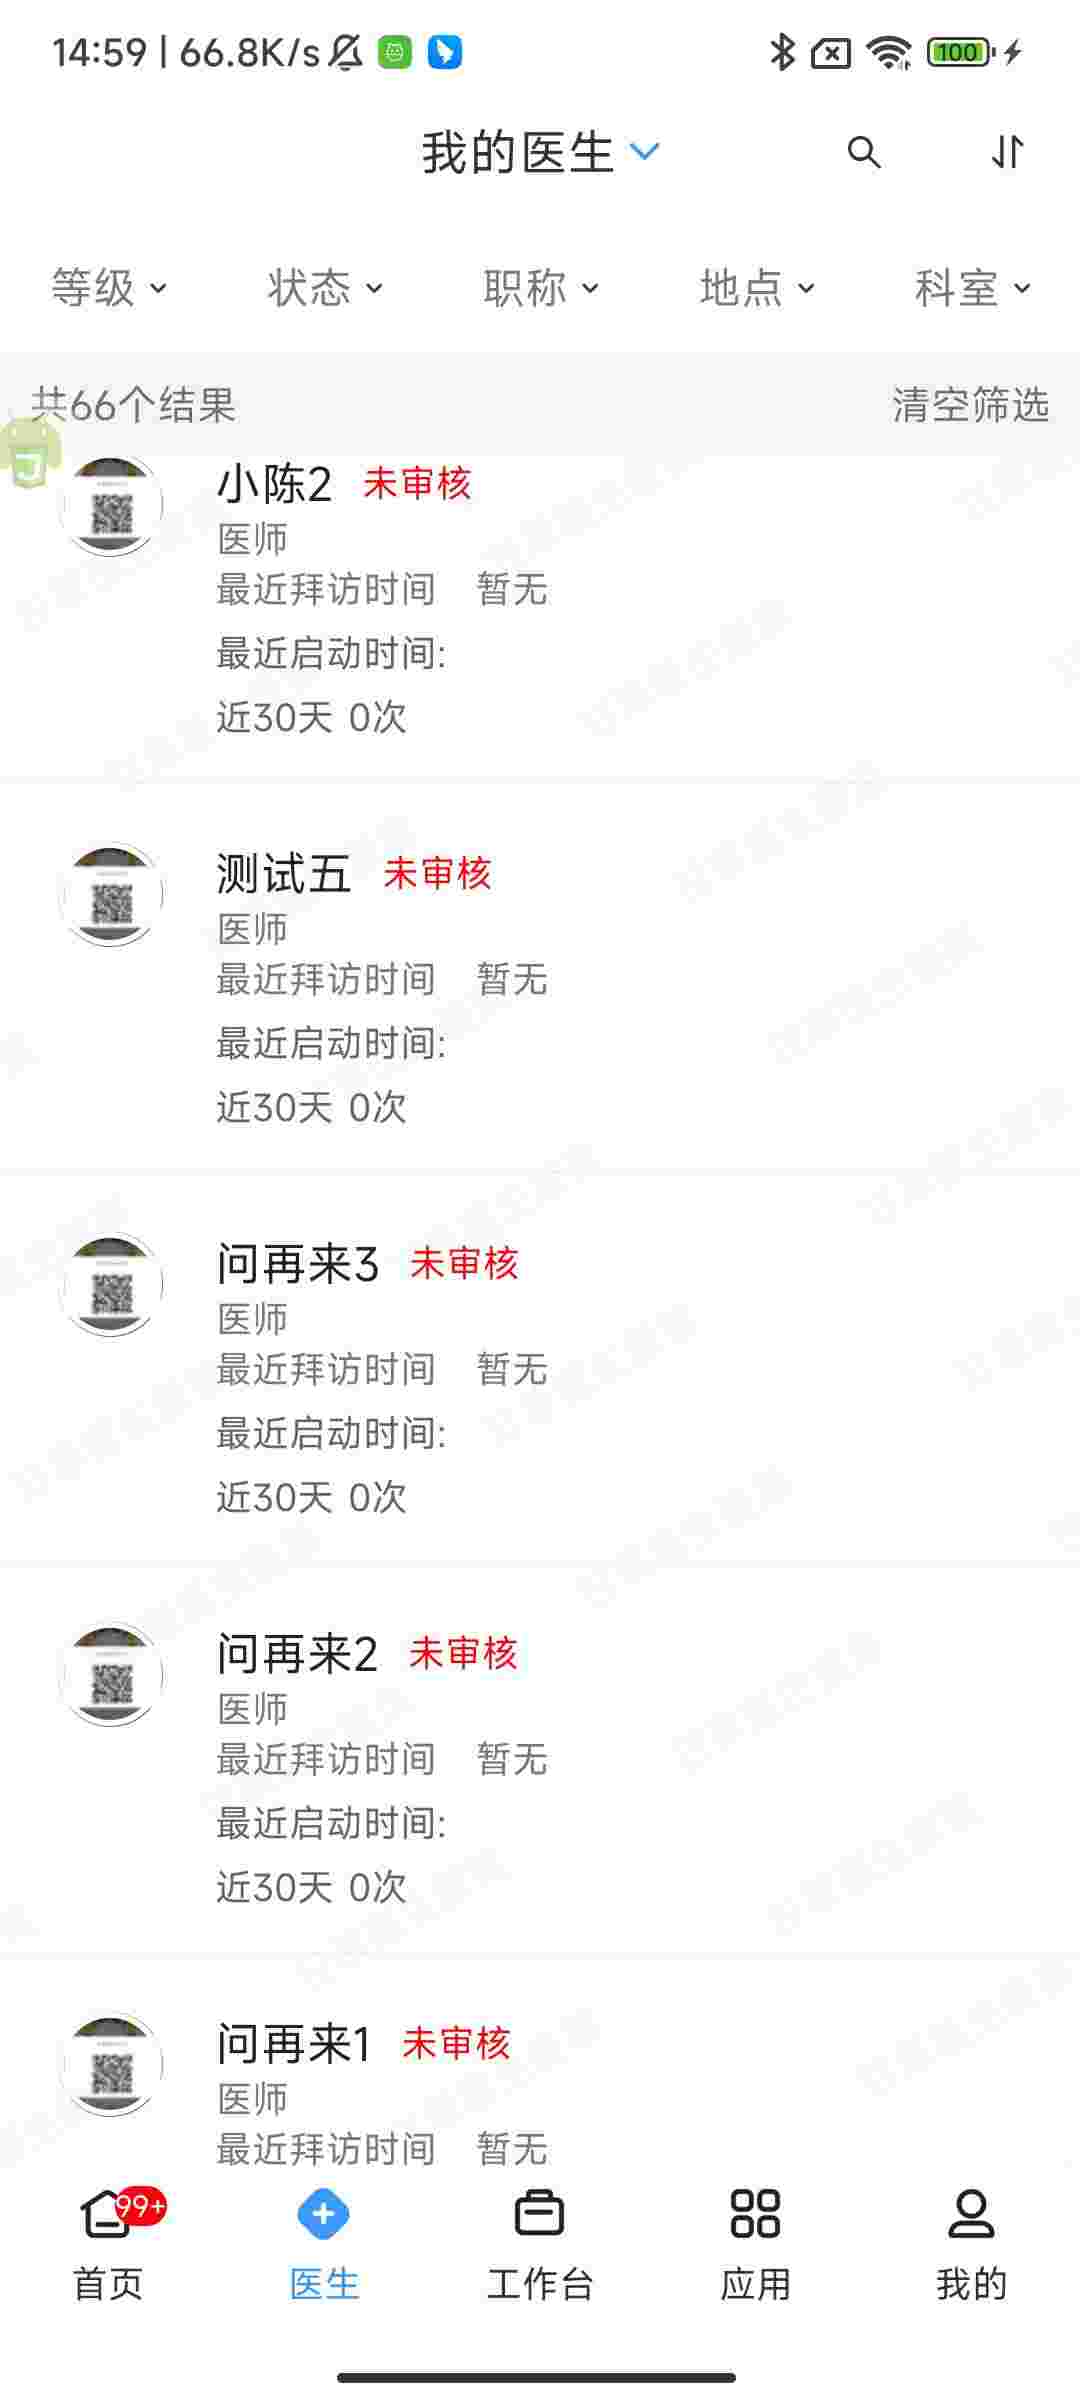 14:59 | 66.8K/s
100
我的医生
等级 状态 职称 地点 科室
共66个结果 清空筛选
小陈2 未审核
医师
最近拜访时间 暂无
最近启动时间:
近30天 0次
测试五 未审核
医师
最近拜访时间 暂无
最近启动时间:
近30天 0次
问再来3 未审核
医师
最近拜访时间 暂无
最近启动时间:
近30天 0次
问再来2 未审核
医师
最近拜访时间 暂无
最近启动时间:
近30天 0次
问再来1 未审核
医师
最近拜访时间 暂无
99+
首页 医生 工作台 应用 我的